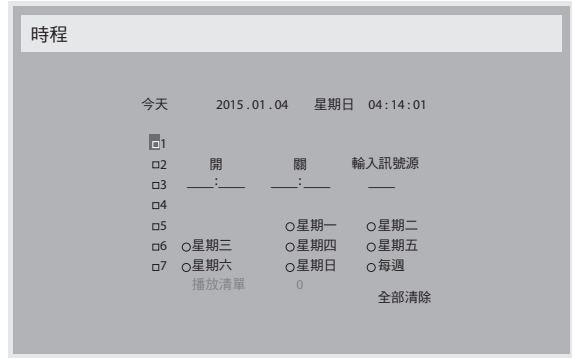 時程
今天 2015.01.04 星期日 04:14:01
1
2 開 關 輸入訊號源
3 ___:___ ___:___ ___
4
5 星期一 星期二
6 星期三 星期四 星期五
7 星期六 星期日 每週
播放清單 0
全部清除